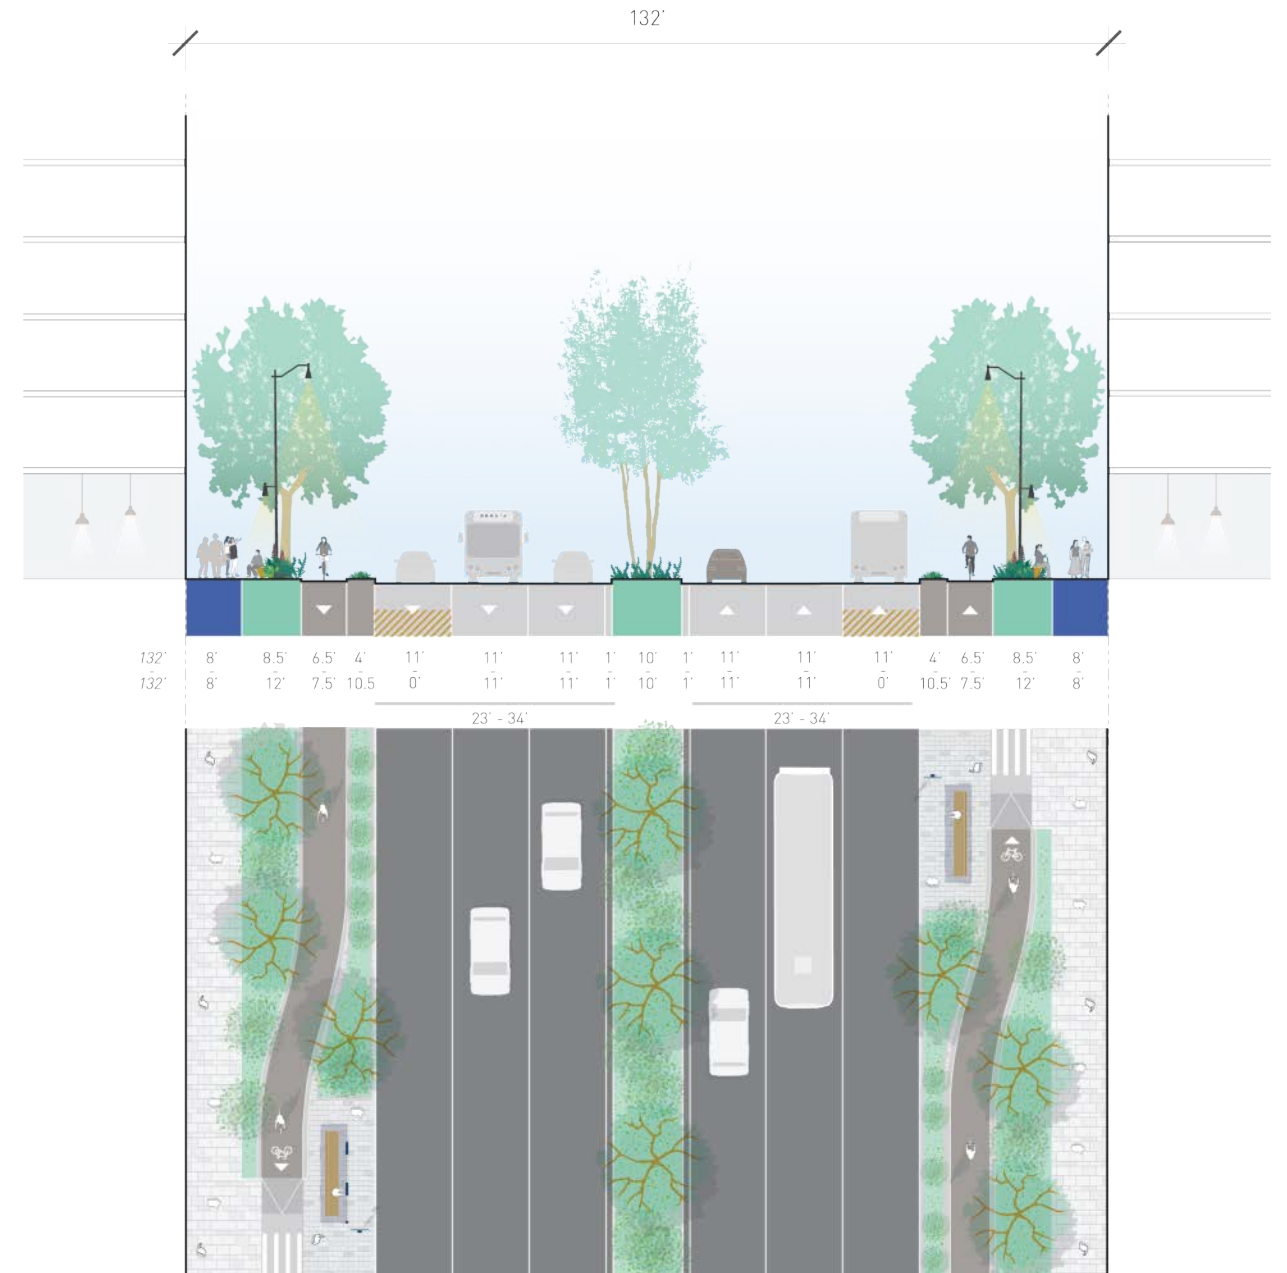 132'
132' 8' 8.5' 6.5' 4' 11' 11' 11' 1' 10' 1' 11' 11' 11' 4' 6.5' 8.5' 8'
- - - - - - - - - - - - - - - - -
132' 8' 12' 7.5' 10.5 0' 11' 11' 1' 10' 1' 11' 11' 0' 10.5' 7.5' 12' 8'
23' - 34' 23' - 34'